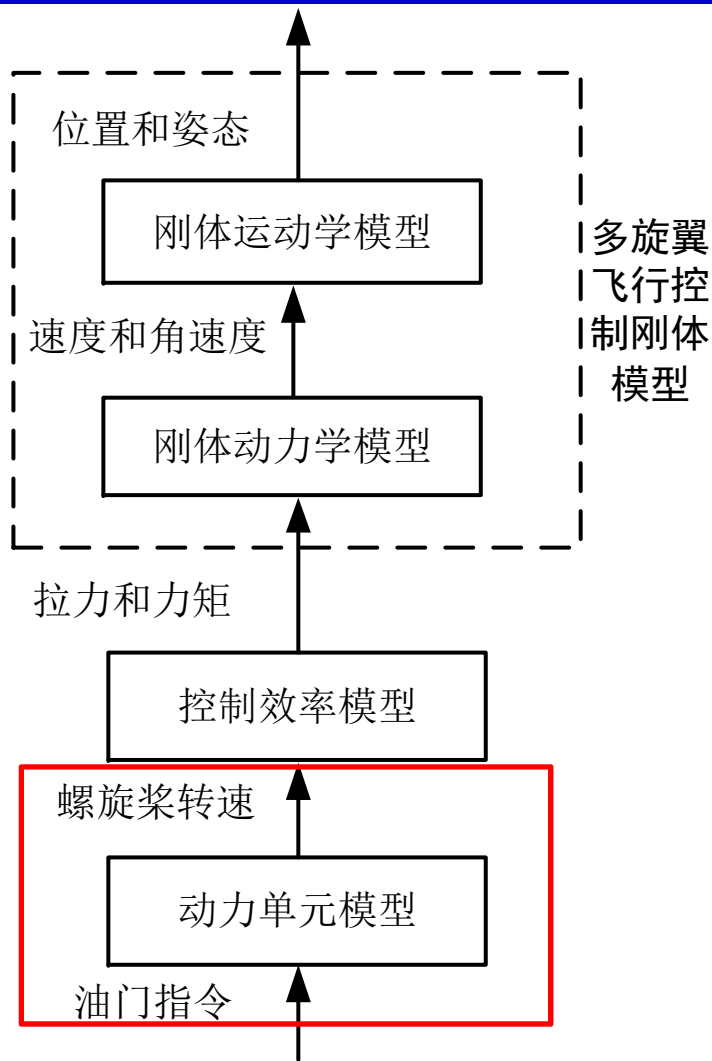 位置和姿态
刚体运动学模型
多旋翼
飞行控
制刚体
模型
速度和角速度
刚体动力学模型
拉力和力矩
控制效率模型
螺旋桨转速
动力单元模型
油门指令